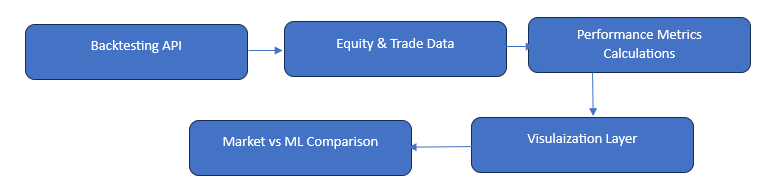 Backtesting API
Equity & Trade Data
Performance Metrics
Calculations
Visulaization Layer
Market vs ML Comparison